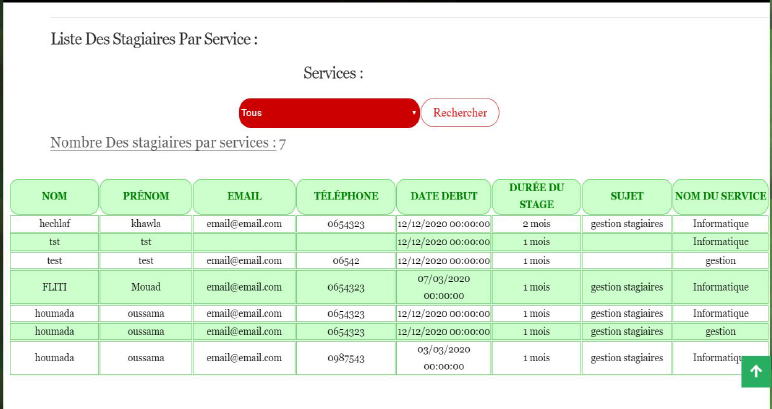 Liste Des Stagiaires Par Service :
Services :
Tous Rechercher
Nombre Des stagiaires par services : 7
NOM PRÉNOM EMAIL TÉLÉPHONE DATE DEBUT DURÉE DU STAGE SUJET NOM DU SERVICE
hechlaf khawla email@email.com 0654323 12/12/2020 00:00:00 2 mois gestion stagiaires Informatique
tst tst 12/12/2020 00:00:00 1 mois Informatique
test test email@email.com 06542 12/12/2020 00:00:00 1 mois gestion
FLITI Mouad email@email.com 0654323 07/03/2020 00:00:00 1 mois gestion stagiaires Informatique
houmada oussama email@email.com 0654323 12/12/2020 00:00:00 1 mois gestion stagiaires Informatique
houmada oussama email@email.com 0654323 12/12/2020 00:00:00 1 mois gestion stagiaires gestion
houmada oussama email@email.com 0987543 03/03/2020 00:00:00 1 mois gestion stagiaires Informatique